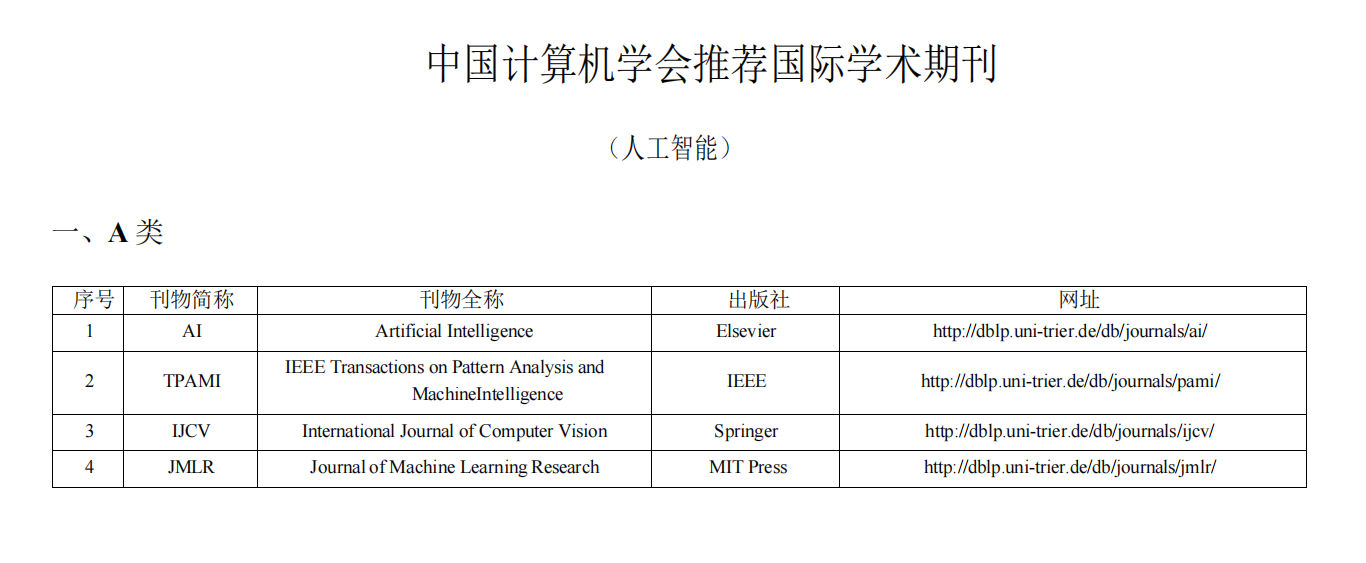 中国计算机学会推荐国际学术期刊
（人工智能）
一、A 类
序号 刊物简称 刊物全称 出版社 网址
1 AI Artificial Intelligence Elsevier http://dblp.uni-trier.de/db/journals/ai/
2 TPAMI IEEE Transactions on Pattern Analysis and
MachineIntelligence IEEE http://dblp.uni-trier.de/db/journals/pami/
3 IJCV International Journal of Computer Vision Springer http://dblp.uni-trier.de/db/journals/ijcv/
4 JMLR Journal of Machine Learning Research MIT Press http://dblp.uni-trier.de/db/journals/jmlr/